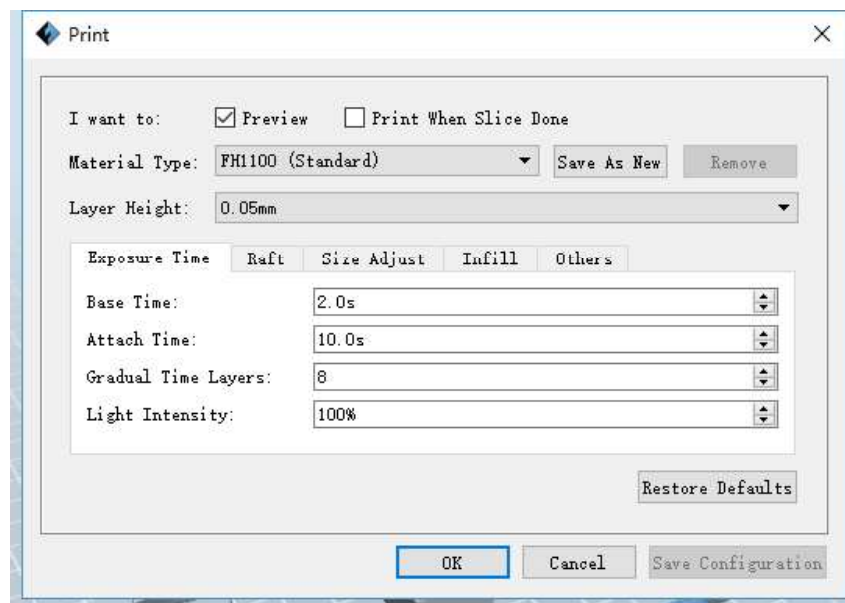 Print
I want to: Preview Print When Slice Done
Material Type: FH1100 (Standard) Save As New Remove
Layer Height: 0.05mm
Exposure Time Raft Size Adjust Infill Others
Base Time: 2.0s
Attach Time: 10.0s
Gradual Time Layers: 8
Light Intensity: 100%
Restore Defaults
OK Cancel Save Configuration